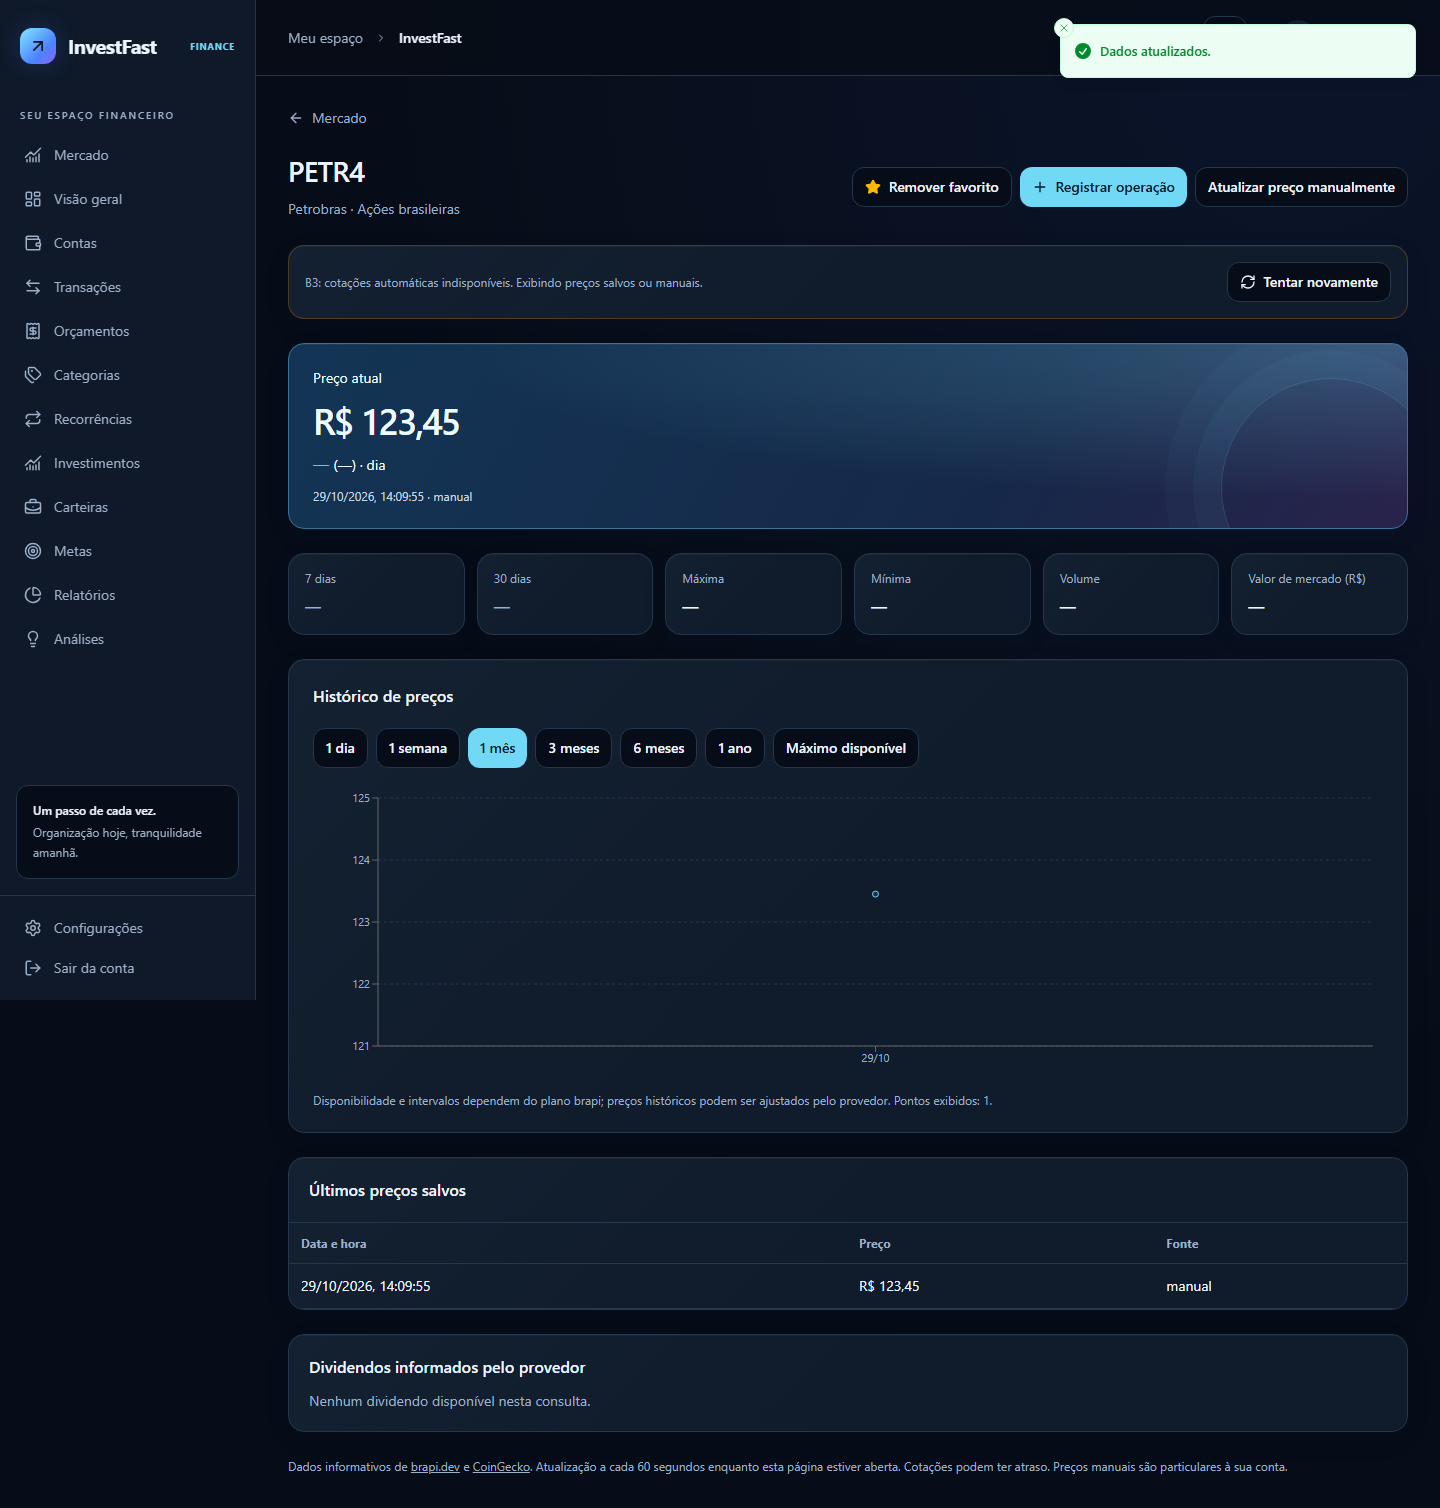 InvestFast FINANCE
SEU ESPAÇO FINANCEIRO
Mercado
Visão geral
Contas
Transações
Orçamentos
Categorias
Recorrências
Investimentos
Carteiras
Metas
Relatórios
Análises
Um passo de cada vez.
Organização hoje, tranquilidade
amanhã.
Configurações
Sair da conta
Meu espaço InvestFast
Dados atualizados.
Mercado
PETR4
Petrobras · Ações brasileiras
Remover favorito
Registrar operação
Atualizar preço manualmente
B3: cotações automáticas indisponíveis. Exibindo preços salvos ou manuais.
Tentar novamente
Preço atual
R$ 123,45
— (—) · dia
29/10/2026, 14:09:55 · manual
7 dias
—
30 dias
—
Máxima
—
Mínima
—
Volume
—
Valor de mercado (R$)
—
Histórico de preços
1 dia
1 semana
1 mês
3 meses
6 meses
1 ano
Máximo disponível
125
124
123
122
121
29/10
Disponibilidade e intervalos dependem do plano brapi; preços históricos podem ser ajustados pelo provedor. Pontos exibidos: 1.
Últimos preços salvos
Data e hora Preço Fonte
29/10/2026, 14:09:55 R$ 123,45 manual
Dividendos informados pelo provedor
Nenhum dividendo disponível nesta consulta.
Dados informativos de brapi.dev e CoinGecko. Atualização a cada 60 segundos enquanto esta página estiver aberta. Cotações podem ter atraso. Preços manuais são particulares à sua conta.